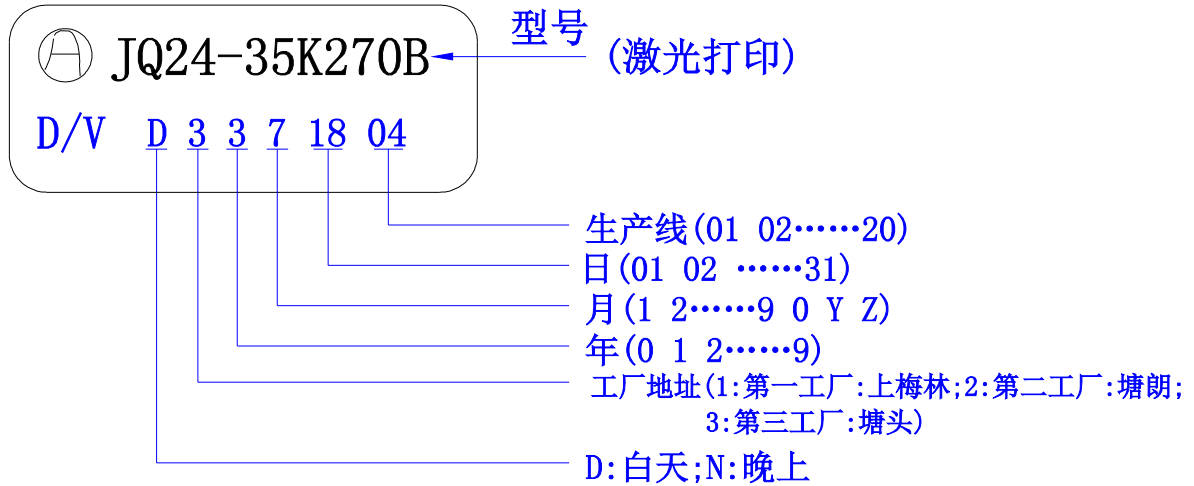 JQ24-35K270B
型号
(激光打印)
D/V D 3 3 7 18 04
生产线(01 02……20)
日(01 02 ……31)
月(1 2……9 0 Y Z)
年(0 1 2……9)
工厂地址(1:第一工厂:上梅林;2:第二工厂:塘朗;
3:第三工厂:塘头)
D:白天;N:晚上